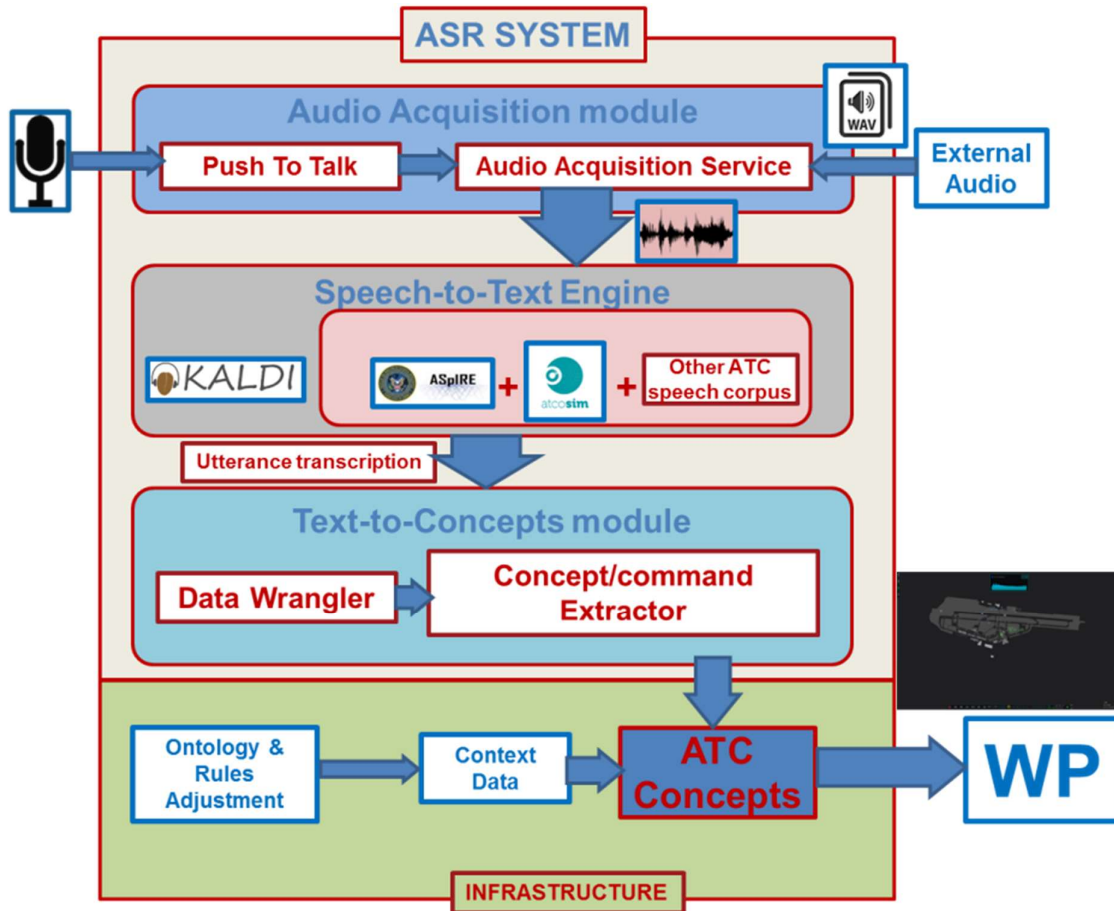 ASR SYSTEM
Audio Acquisition module
WAV
Push To Talk
Audio Acquisition Service
External
Audio
Speech-to-Text Engine
KALDI
ASpIRE
+
atcosim
+
Other ATC
speech corpus
Utterance transcription
Text-to-Concepts module
Data Wrangler
Concept/command
Extractor
Ontology &
Rules
Adjustment
Context
Data
ATC
Concepts
WP
INFRASTRUCTURE